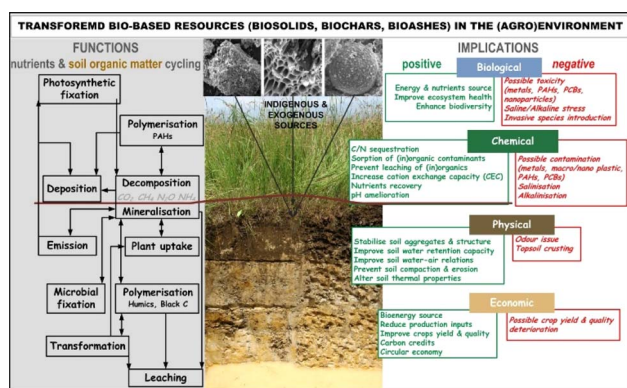 TRANSFOREMD BIO-BASED RESOURCES (BIOSOLIDS, BIOCHARS, BIOASHES) IN THE (AGRO)ENVIRONMENT
FUNCTIONS
nutrients & soil organic matter cycling
Photosynthetic
fixation
Polymerisation
PAHs
Deposition
Decomposition
CO₂ CH₄ N₂O NH₃
Mineralisation
Emission
Plant uptake
Microbial
fixation
Polymerisation
Humics, Black C
Transformation
Leaching
INDIGENOUS &
EXOGENOUS
SOURCES
IMPLICATIONS
positive
negative
Biological
Energy & nutrients source
Improve ecosystem health
Enhance biodiversity
Possible toxicity
(metals, PAHs, PCBs,
nanoparticles)
Saline/Alkaline stress
Invasive species introduction
Chemical
C/N sequestration
Sorption of (in)organic contaminants
Prevent leaching of (in)organics
Increase cation exchange capacity (CEC)
Nutrients recovery
pH amelioration
Possible contamination
(metals, macro/nano plastic,
PAHs, PCBs)
Salinisation
Alkalinisation
Physical
Stabilise soil aggregates & structure
Improve soil water retention capacity
Improve soil water-air relations
Prevent soil compaction & erosion
Alter soil thermal properties
Odour issue
Topsoil crusting
Economic
Bioenergy source
Reduce production inputs
Improve crops yield & quality
Carbon credits
Circular economy
Possible crop yield & quality
deterioration